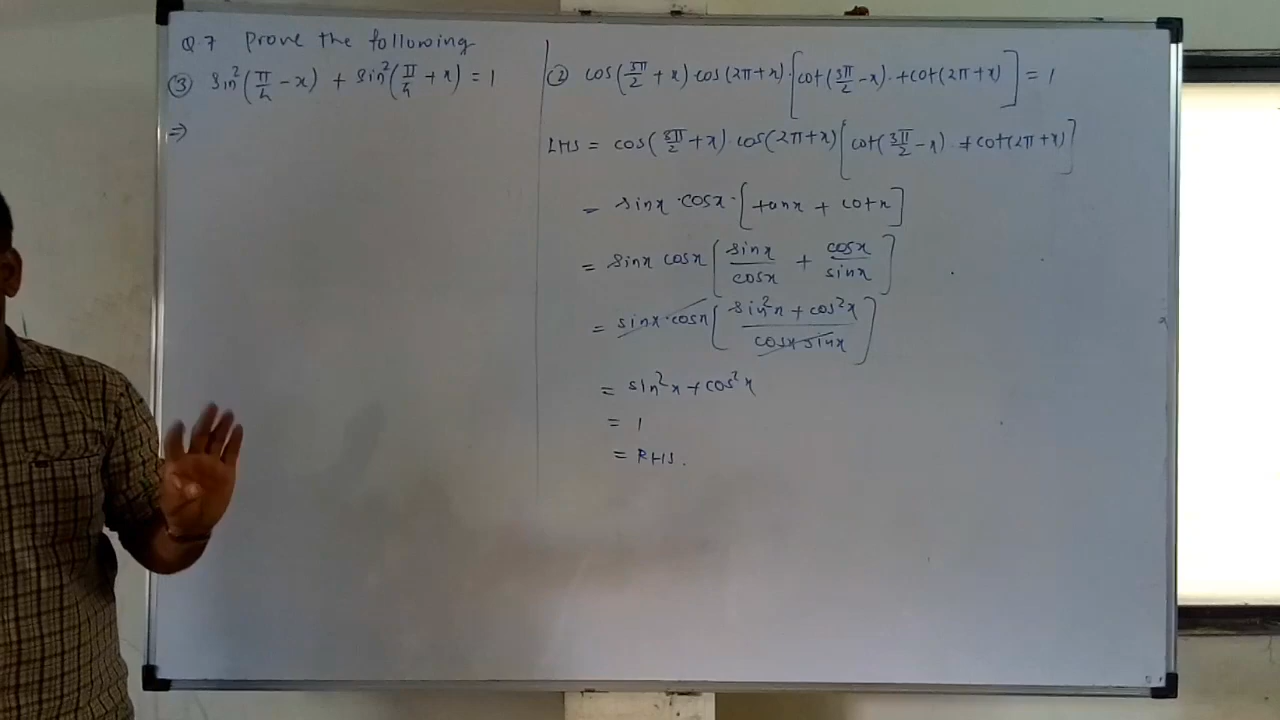 Q.7 Prove the following
③ sin²(π/4 − x) + sin²(π/4 + x) = 1
⇒
② cos(3π/2 + x) cos(2π + x) · [cot(3π/2 − x) · + cot(2π + x)] = 1
LHS = cos(3π/2 + x) · cos(2π + x) [cot(3π/2 − x) · + cot(2π + x)]
= sinx · cosx · [tanx + cotx]
= sinx cosx [sinx/cosx + cosx/sinx]
= sinx · cosx [sin²x + cos²x / cosx sinx]
= sin²x + cos²x
= 1
= RHS.